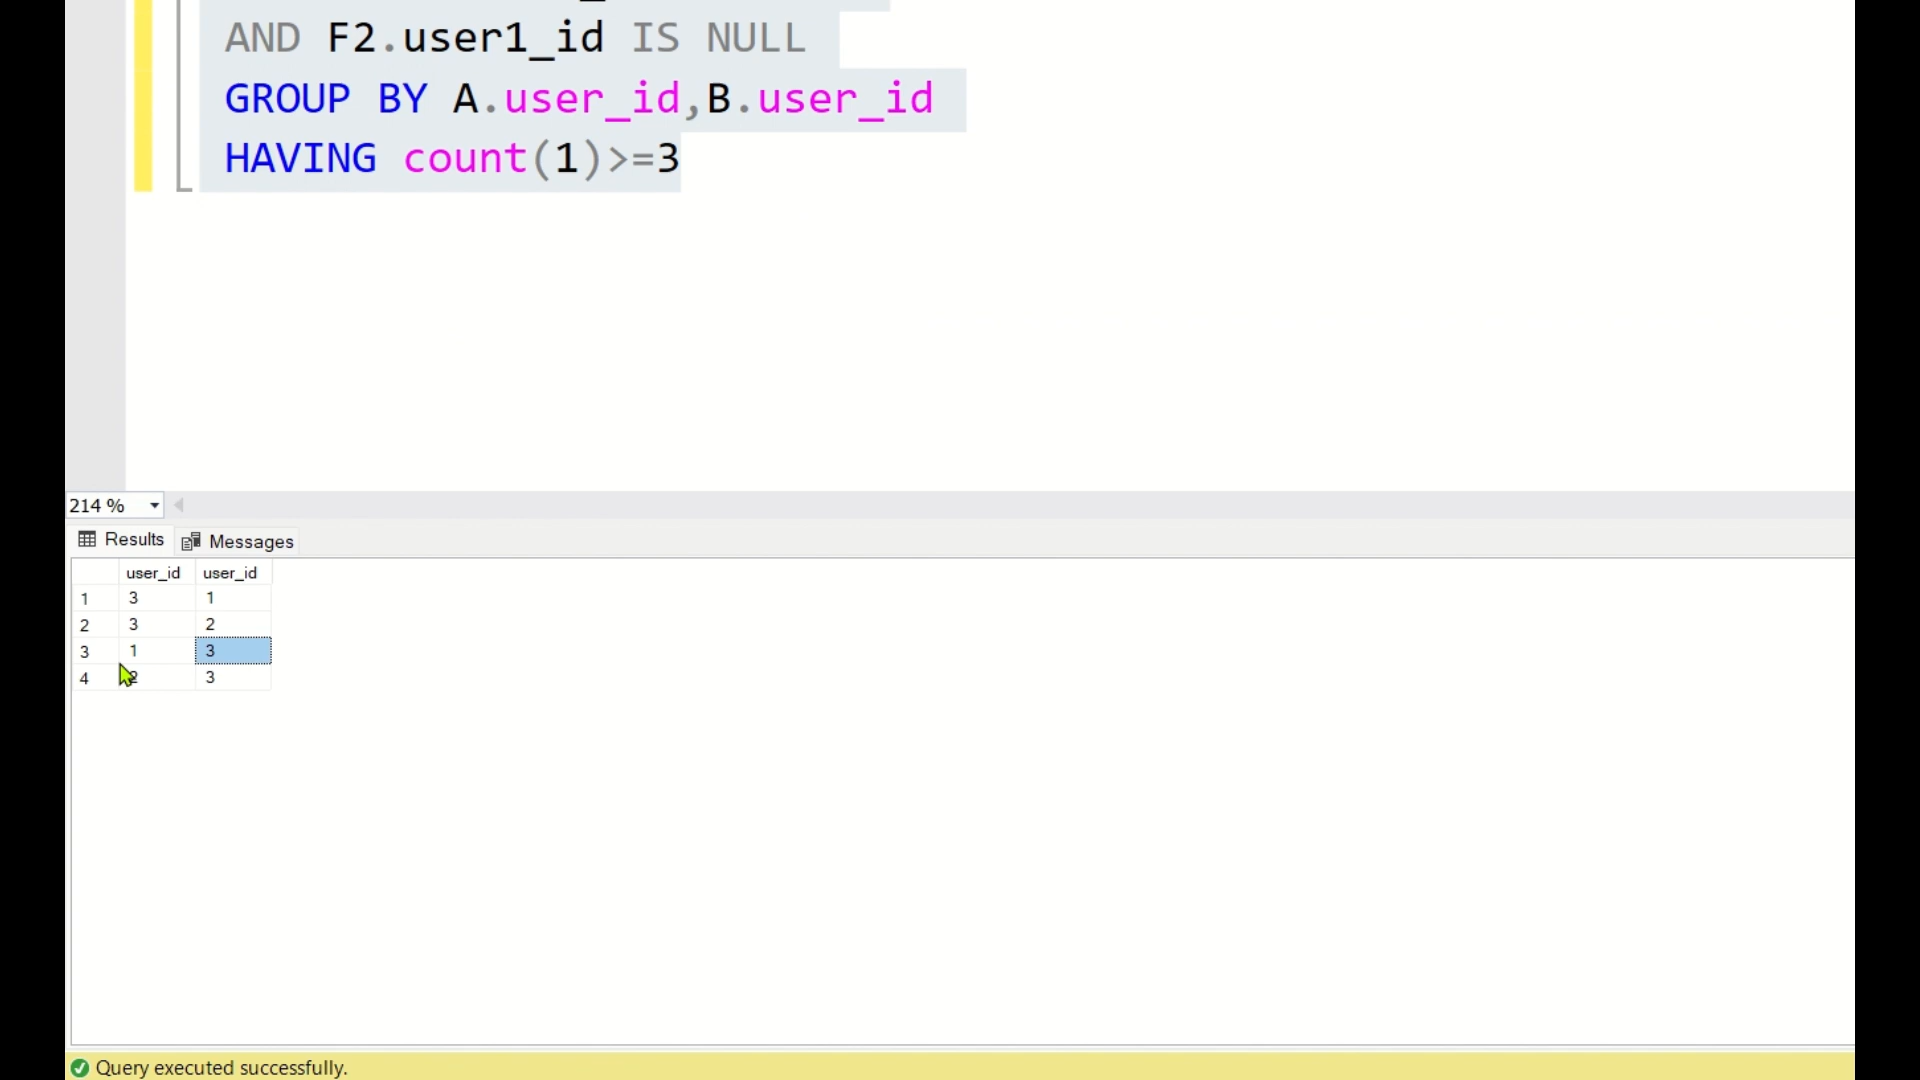 AND F2.user1_id IS NULL
GROUP BY A.user_id,B.user_id
HAVING count(1)>=3
214 %
Results Messages
user_id user_id
1 3 1
2 3 2
3 1 3
4 2 3
Query executed successfully.